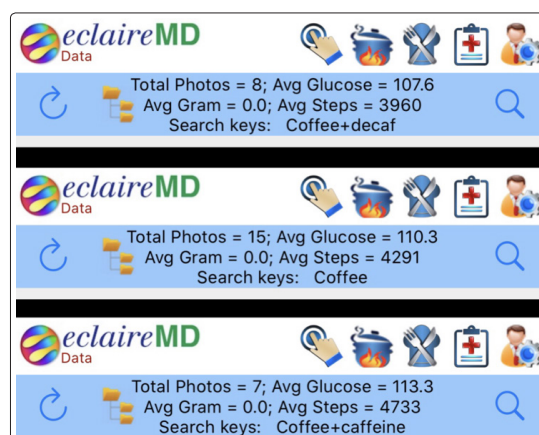 eclaireMD
Data
Total Photos = 8; Avg Glucose = 107.6
Avg Gram = 0.0; Avg Steps = 3960
Search keys: Coffee+decaf
eclaireMD
Data
Total Photos = 15; Avg Glucose = 110.3
Avg Gram = 0.0; Avg Steps = 4291
Search keys: Coffee
eclaireMD
Data
Total Photos = 7; Avg Glucose = 113.3
Avg Gram = 0.0; Avg Steps = 4733
Search keys: Coffee+caffeine